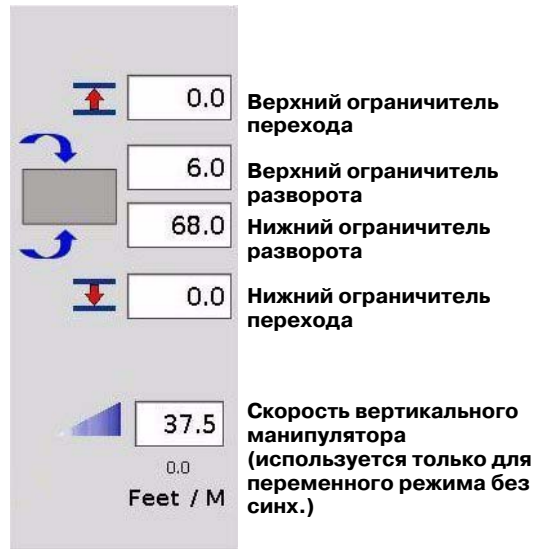 0.0
Верхний ограничитель
перехода
6.0
Верхний ограничитель
разворота
68.0
Нижний ограничитель
разворота
0.0
Нижний ограничитель
перехода
37.5
0.0
Feet / M
Скорость вертикального
манипулятора
(используется только для
переменного режима без
синх.)